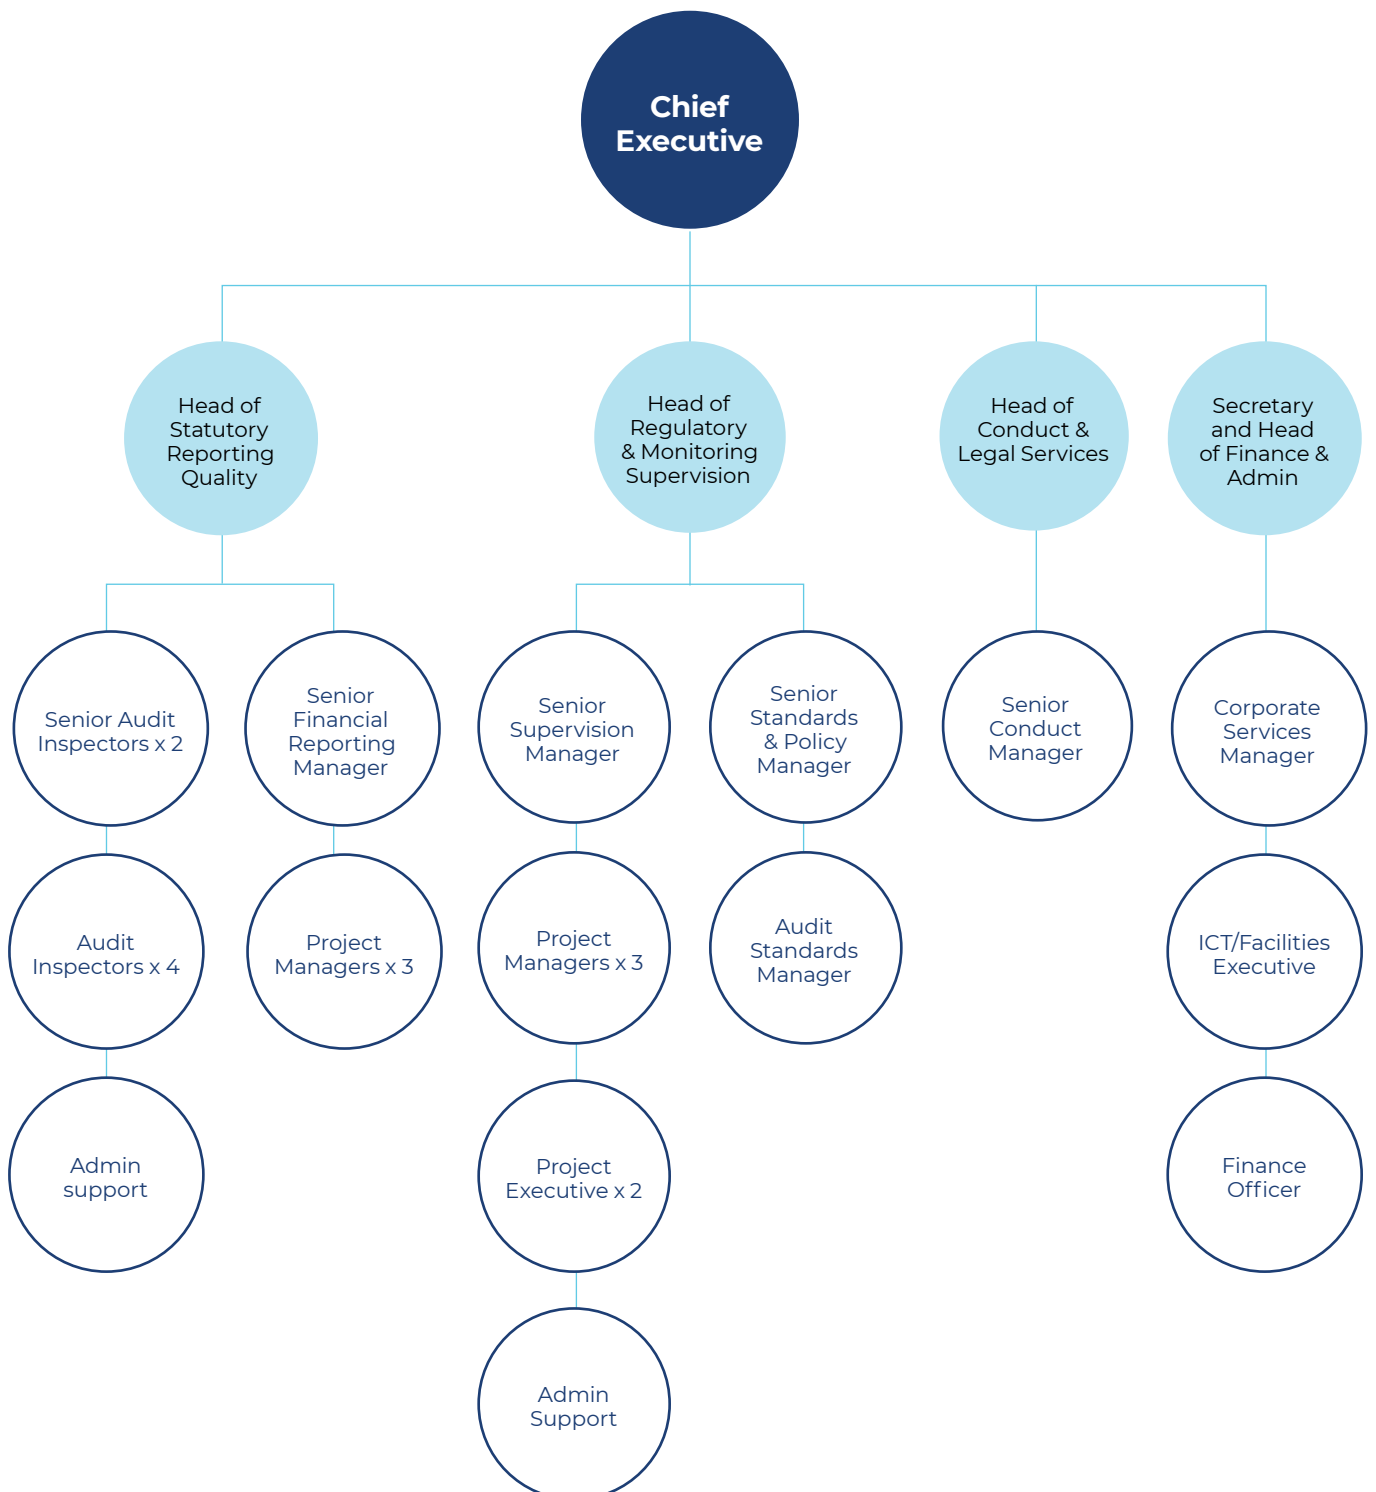 Chief
Executive
Head of
Statutory
Reporting
Quality
Head of
Regulatory
& Monitoring
Supervision
Head of
Conduct &
Legal Services
Secretary
and Head
of Finance &
Admin
Senior Audit
Inspectors x 2
Senior
Financial
Reporting
Manager
Senior
Supervision
Manager
Senior
Standards
& Policy
Manager
Senior
Conduct
Manager
Corporate
Services
Manager
Audit
Inspectors x 4
Project
Managers x 3
Project
Managers x 3
Audit
Standards
Manager
ICT/Facilities
Executive
Admin
support
Project
Executive x 2
Finance
Officer
Admin
Support